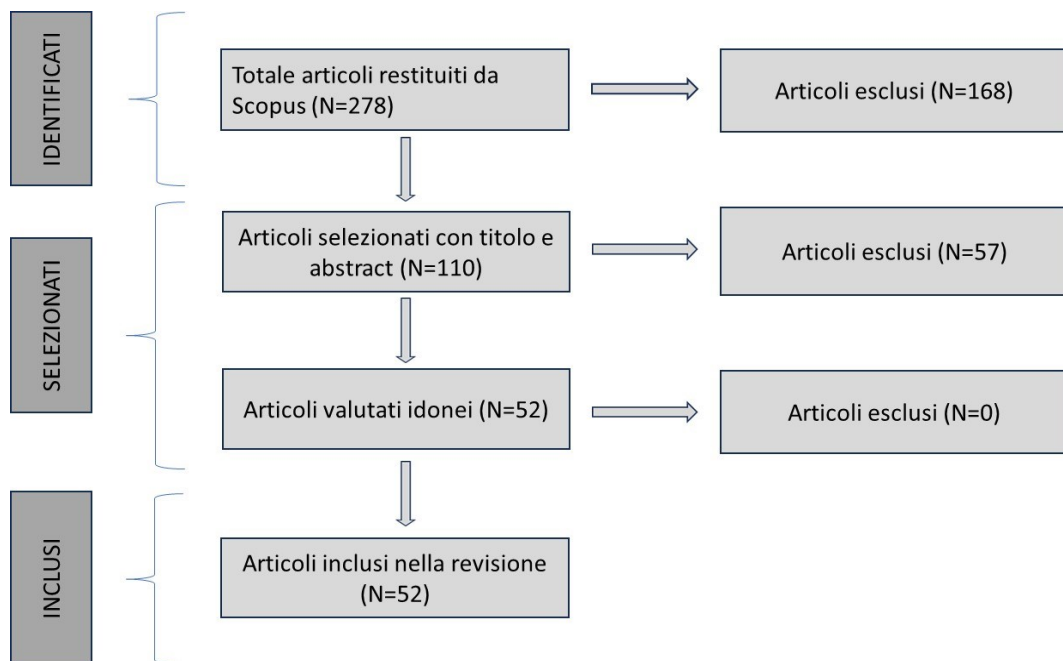 IDENTIFICATI
Totale articoli restituiti da
Scopus (N=278)
Articoli esclusi (N=168)
SELEZIONATI
Articoli selezionati con titolo e
abstract (N=110)
Articoli esclusi (N=57)
Articoli valutati idonei (N=52)
Articoli esclusi (N=0)
INCLUSI
Articoli inclusi nella revisione
(N=52)